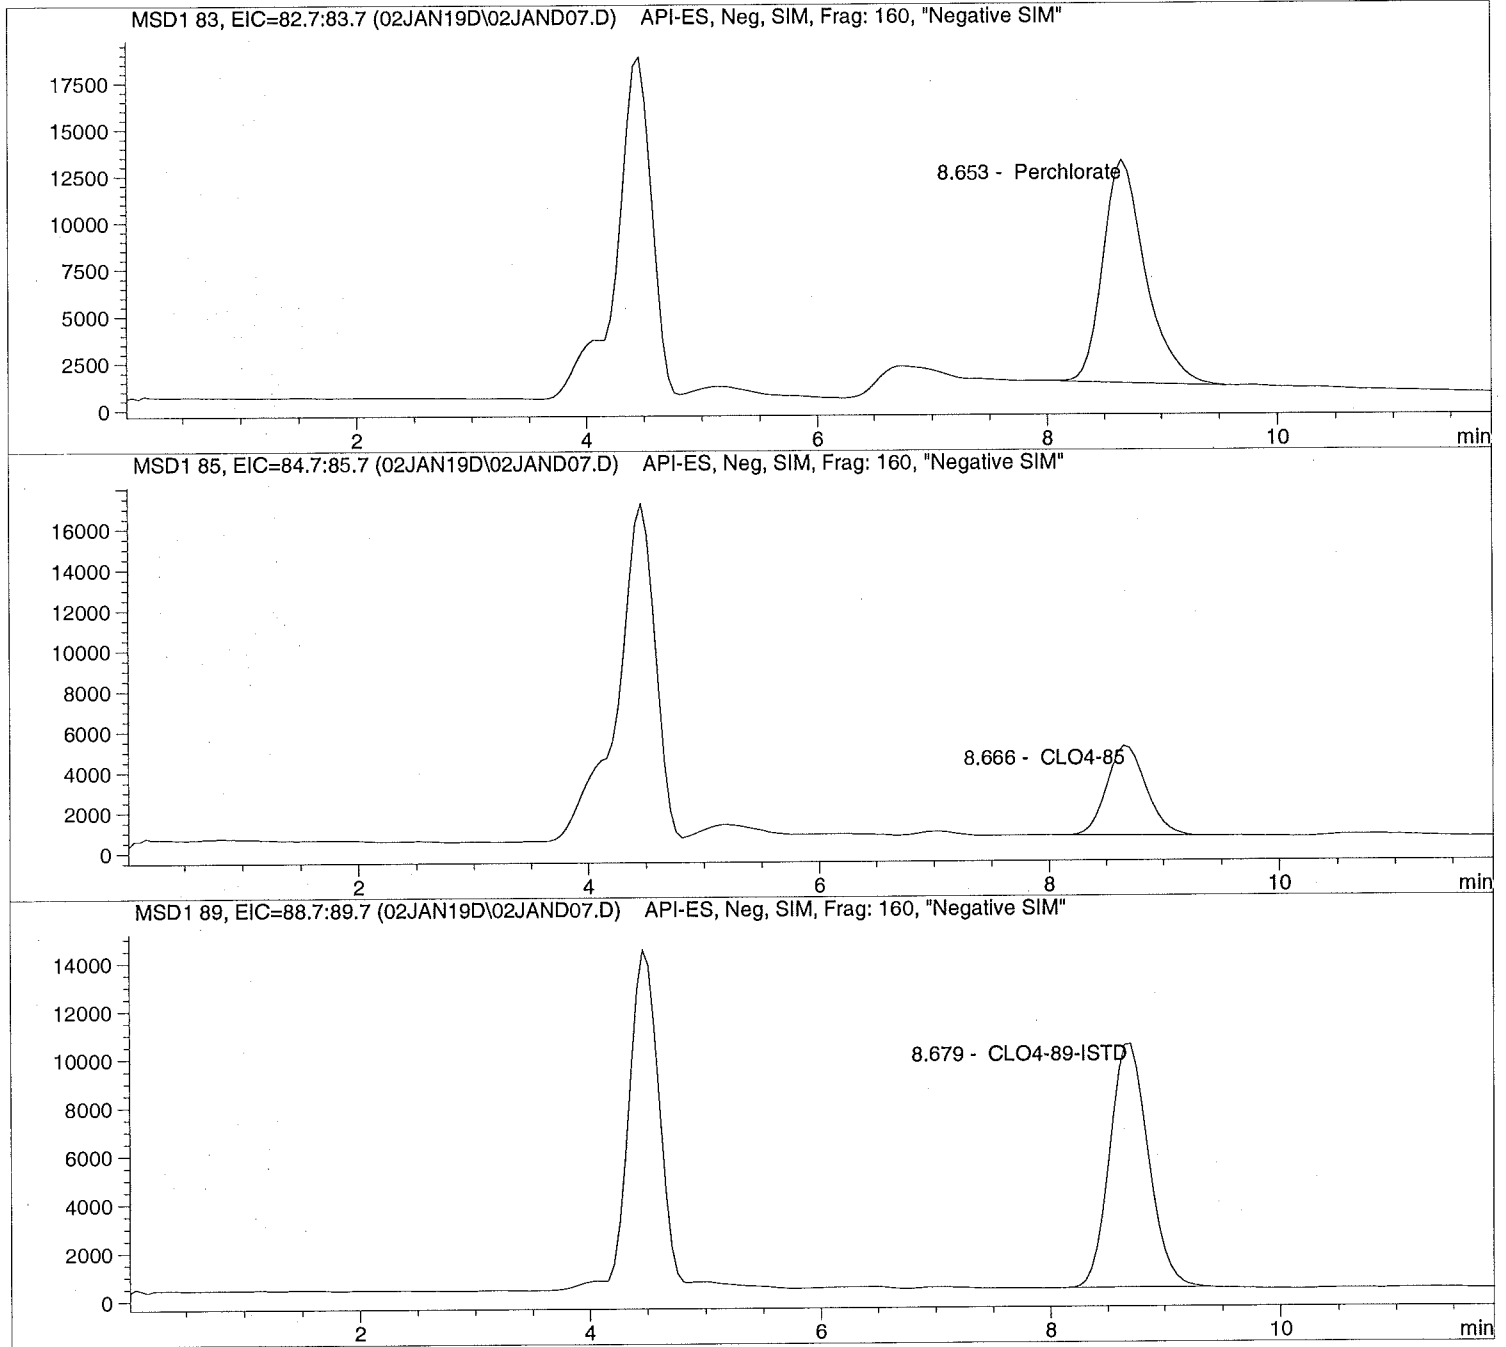 MSD1 83, EIC=82.7:83.7 (02JAN19D\02JAND07.D) API-ES, Neg, SIM, Frag: 160, "Negative SIM"
17500
15000
12500
10000
7500
5000
2500
0
8.653 - Perchlorate
2 4 6 8 10 min
MSD1 85, EIC=84.7:85.7 (02JAN19D\02JAND07.D) API-ES, Neg, SIM, Frag: 160, "Negative SIM"
16000
14000
12000
10000
8000
6000
4000
2000
0
8.666 - CLO4-85
2 4 6 8 10 min
MSD1 89, EIC=88.7:89.7 (02JAN19D\02JAND07.D) API-ES, Neg, SIM, Frag: 160, "Negative SIM"
14000
12000
10000
8000
6000
4000
2000
0
8.679 - CLO4-89-ISTD
2 4 6 8 10 min